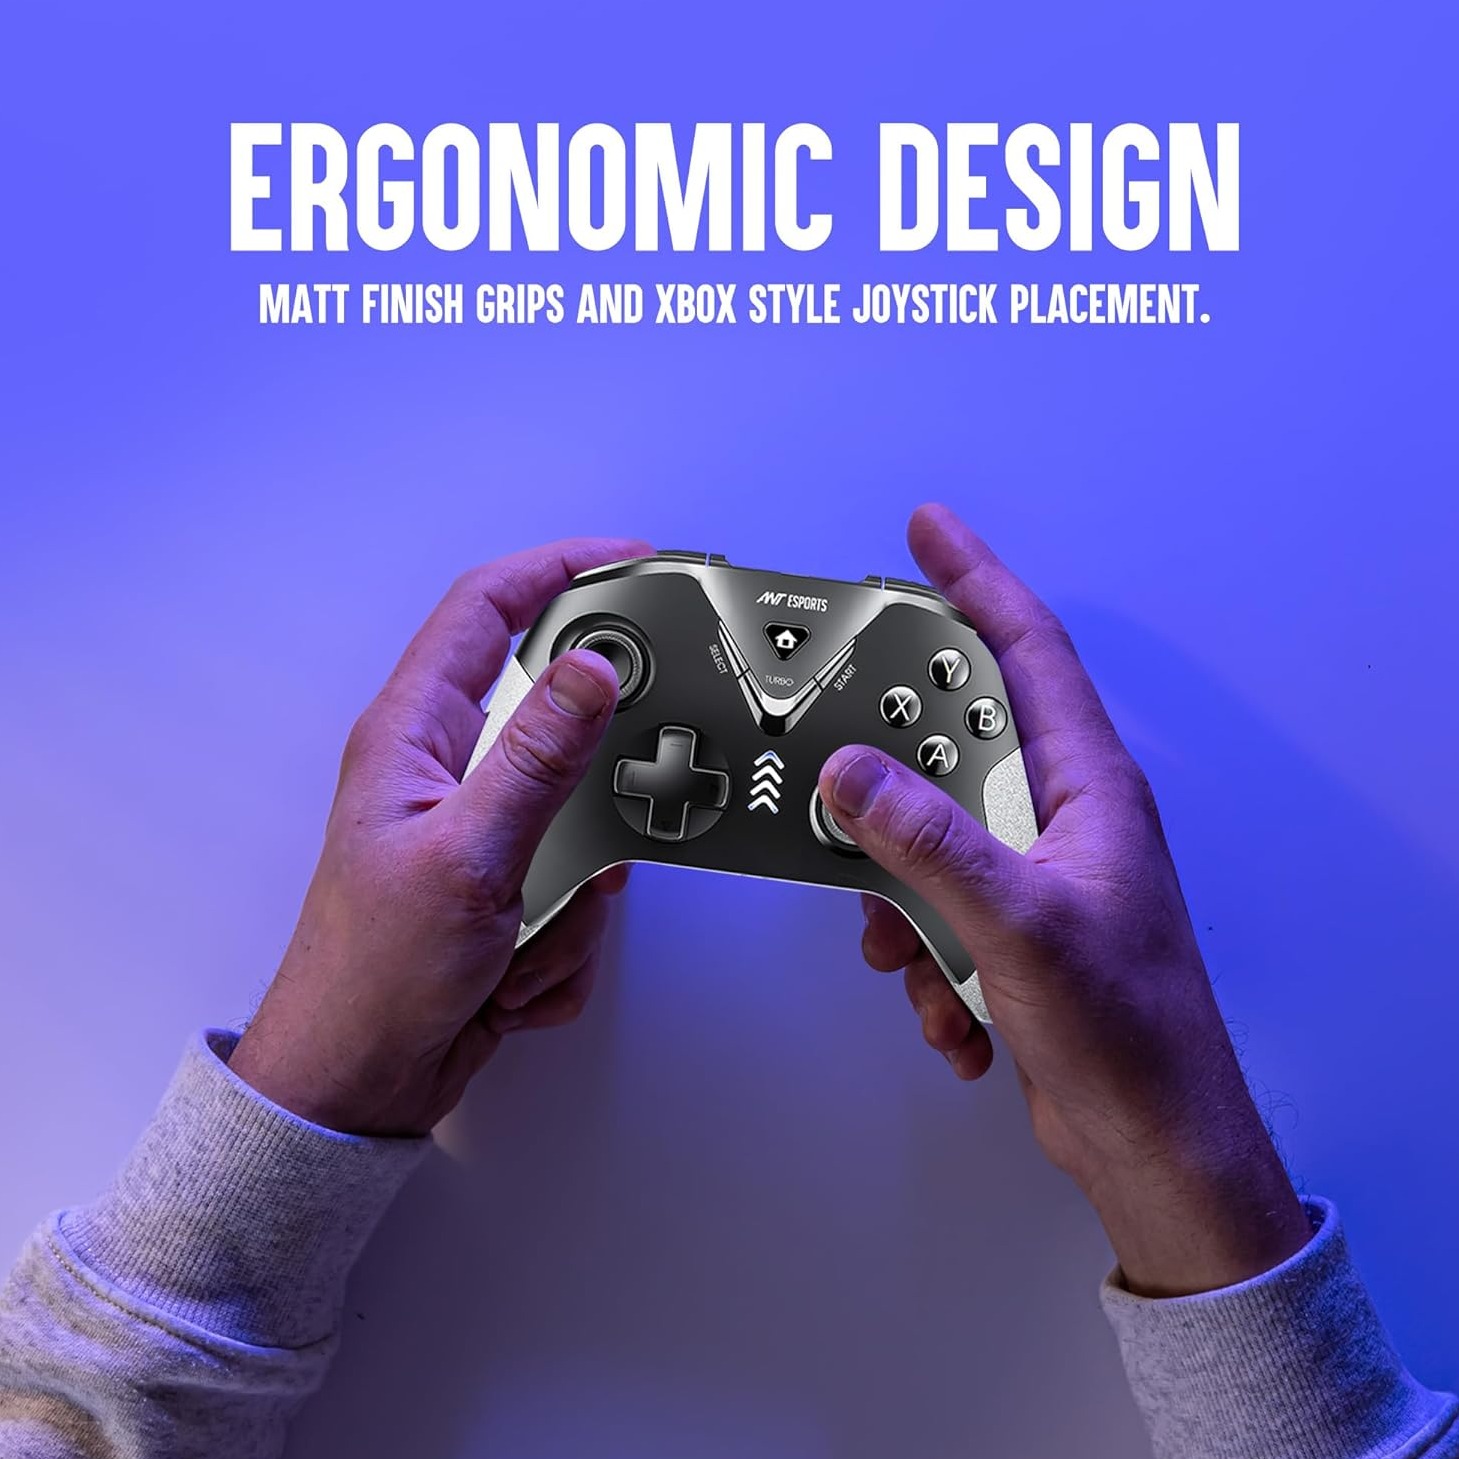 ERGONOMIC DESIGN
MATT FINISH GRIPS AND XBOX STYLE JOYSTICK PLACEMENT.
ANT ESPORTS
SELECT
TURBO
START
Y
X
B
A